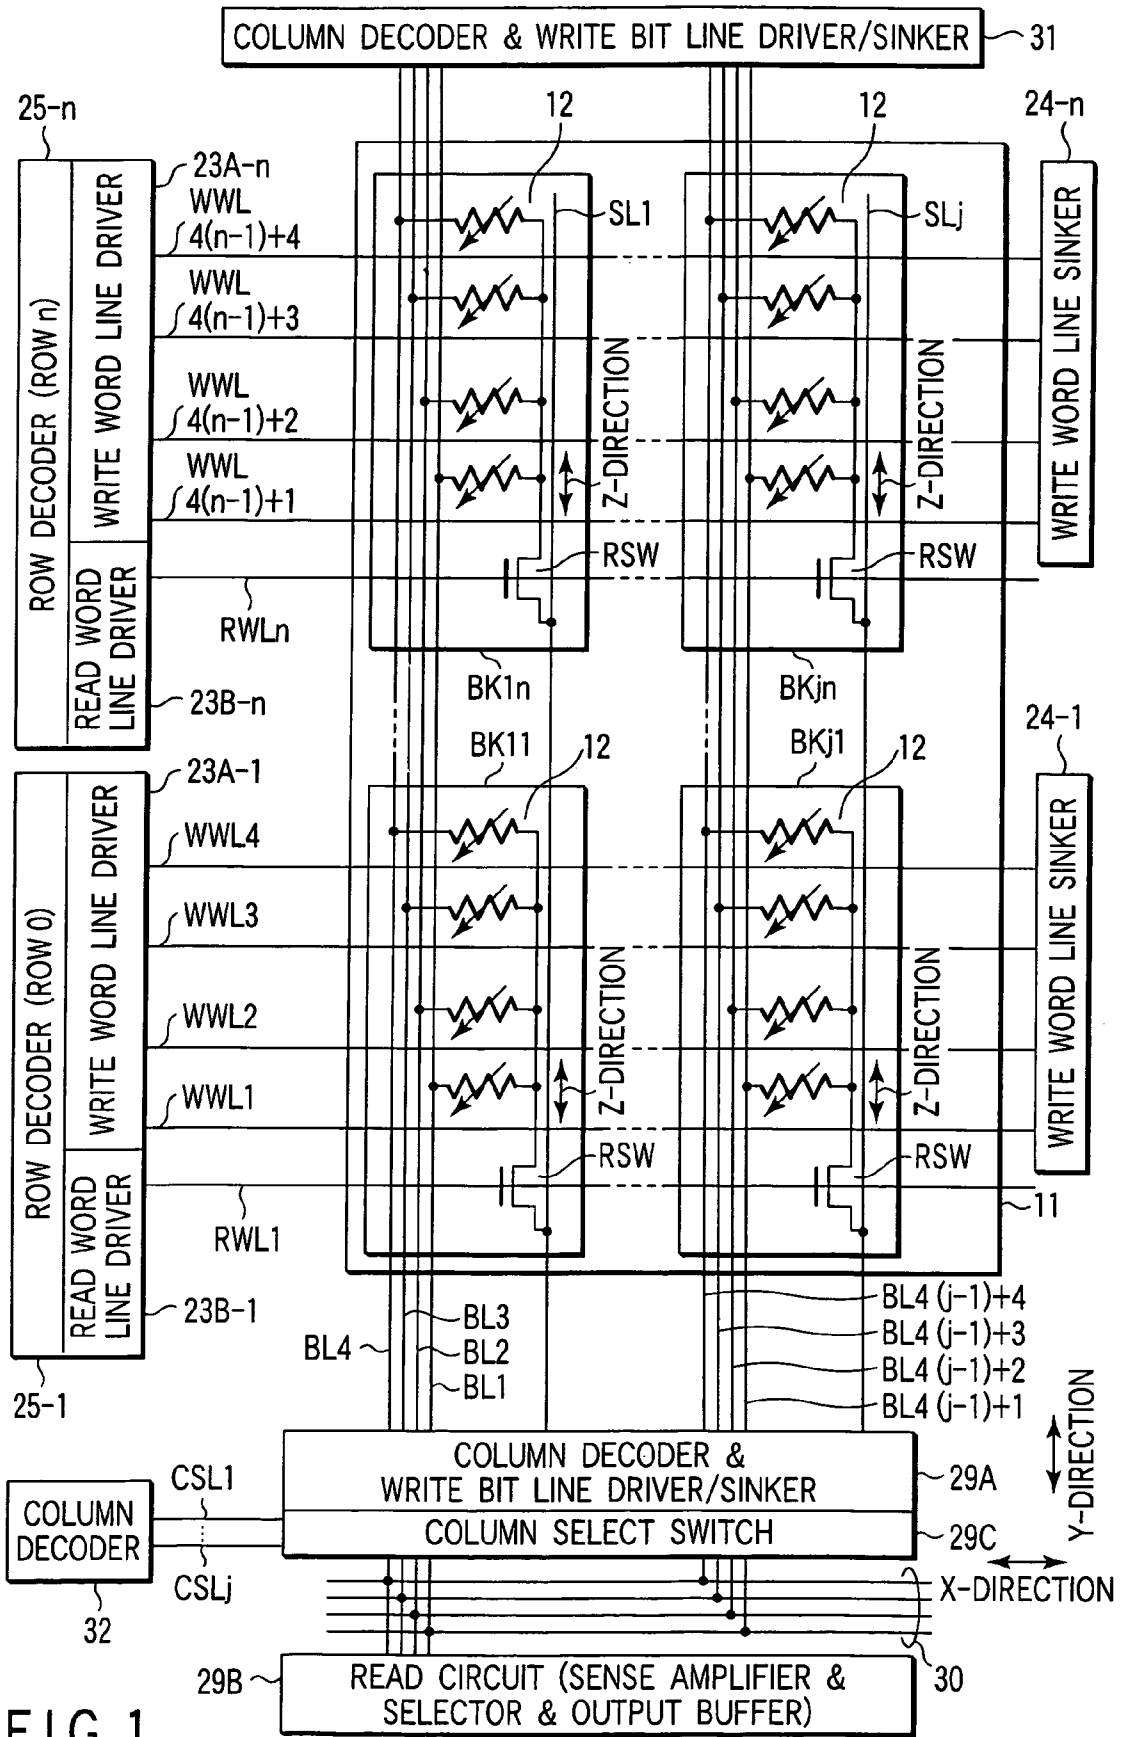 COLUMN DECODER & WRITE BIT LINE DRIVER/SINKER
31
25-n
12
12
24-n
23A-n
WWL
4(n-1)+4
SL1
SLj
WWL
4(n-1)+3
WWL
4(n-1)+2
WWL
4(n-1)+1
ROW DECODER (ROW n)
WRITE WORD LINE DRIVER
READ WORD
LINE DRIVER
Z-DIRECTION
Z-DIRECTION
WRITE WORD LINE SINKER
RSW
RSW
RWLn
23B-n
BK1n
BKjn
24-1
23A-1
BK11
12
BKj1
12
WWL4
WWL3
WWL2
WWL1
ROW DECODER (ROW 0)
WRITE WORD LINE DRIVER
READ WORD
LINE DRIVER
Z-DIRECTION
Z-DIRECTION
WRITE WORD LINE SINKER
RSW
RSW
RWL1
11
23B-1
25-1
BL4
BL3
BL2
BL1
BL4(j-1)+4
BL4(j-1)+3
BL4(j-1)+2
BL4(j-1)+1
COLUMN DECODER &
WRITE BIT LINE DRIVER/SINKER
29A
COLUMN SELECT SWITCH
29C
Y-DIRECTION
X-DIRECTION
CSL1
CSLj
COLUMN
DECODER
32
30
29B
READ CIRCUIT (SENSE AMPLIFIER &
SELECTOR & OUTPUT BUFFER)
FIG. 1